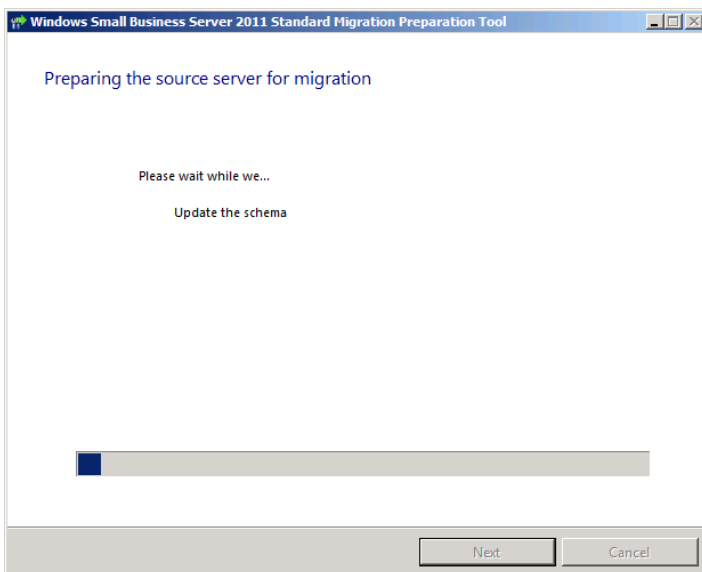 Windows Small Business Server 2011 Standard Migration Preparation Tool
Preparing the source server for migration
Please wait while we...
Update the schema
Next
Cancel